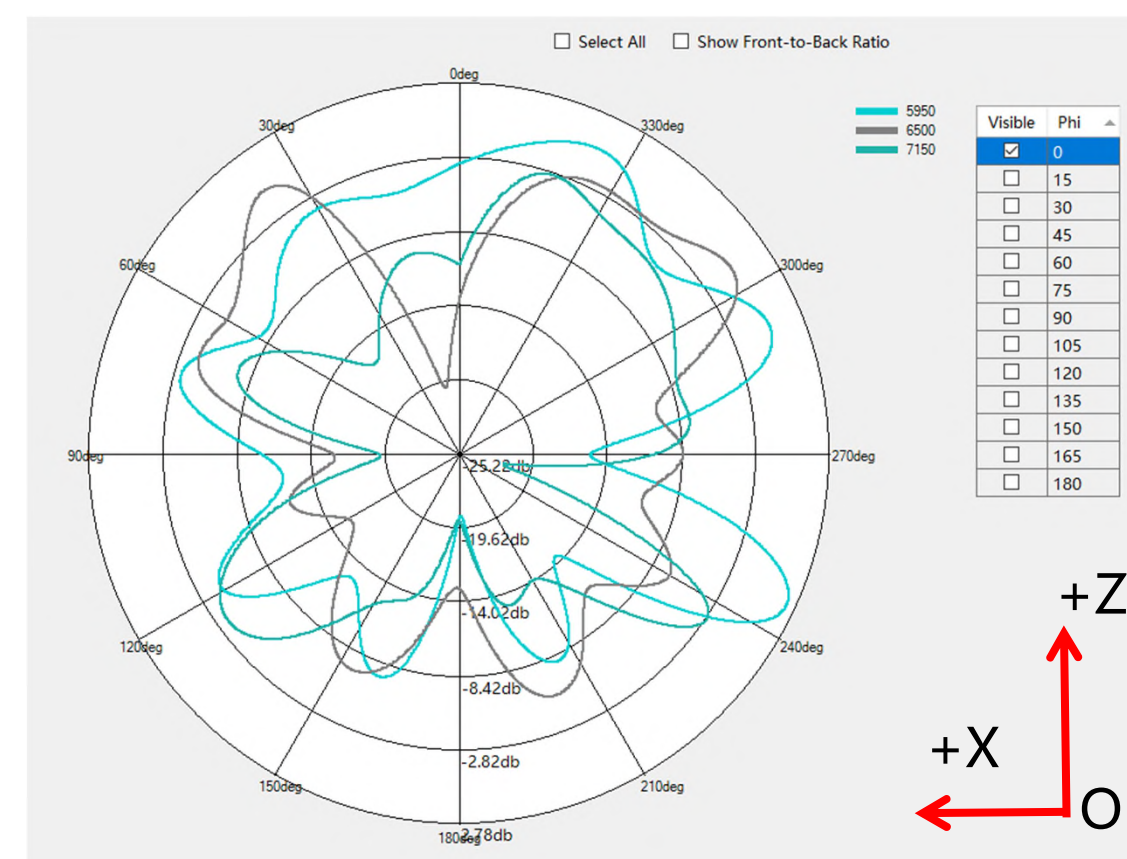 Select All
Show Front-to-Back Ratio
0deg
30deg
330deg
60deg
300deg
90deg
270deg
120deg
240deg
150deg
210deg
180deg
-25.22db
-19.62db
-14.02db
-8.42db
-2.82db
2.78db
5950
6500
7150
Visible Phi
0
15
30
45
60
75
90
105
120
135
150
165
180
+Z
+X
O